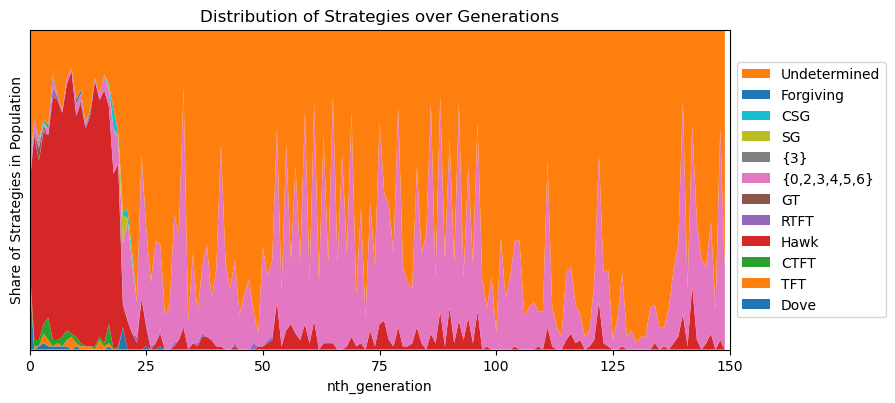 Distribution of Strategies over Generations
Share of Strategies in Population
0
25
50
75
100
125
150
nth_generation
Undetermined
Forgiving
CSG
SG
{3}
{0,2,3,4,5,6}
GT
RTFT
Hawk
CTFT
TFT
Dove